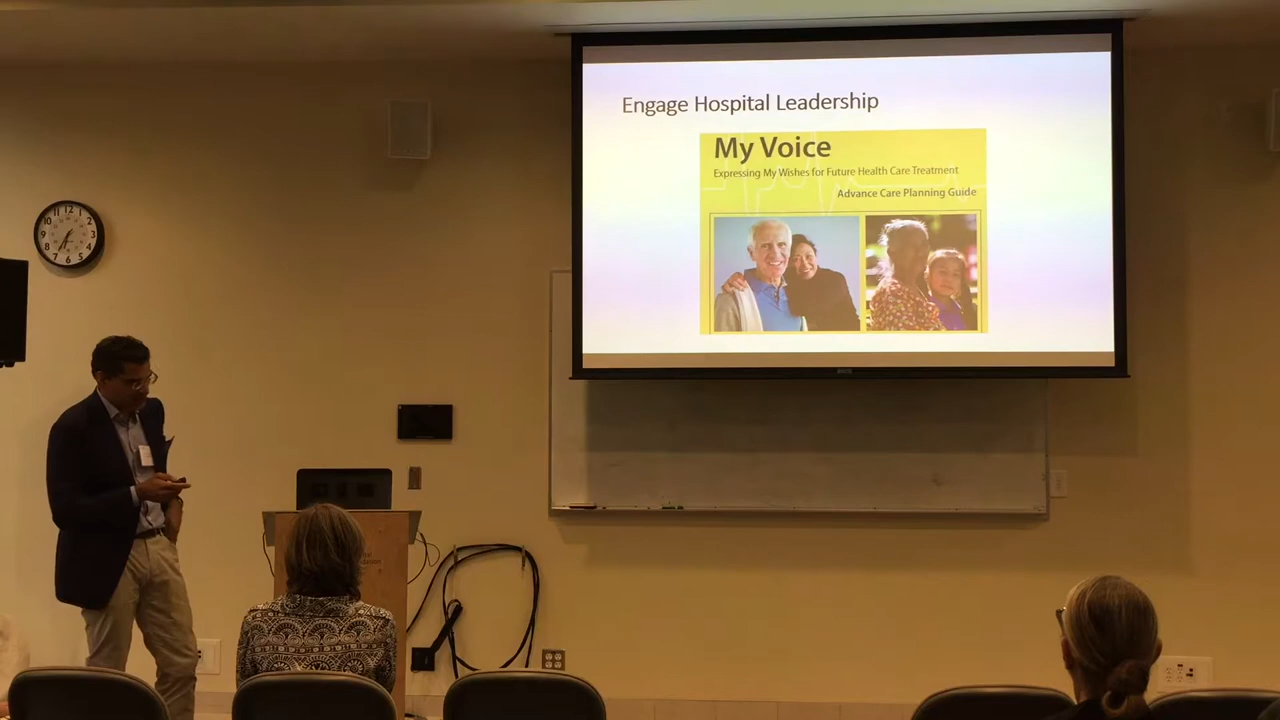 Engage Hospital Leadership
My Voice
Expressing My Wishes for Future Health Care Treatment
Advance Care Planning Guide